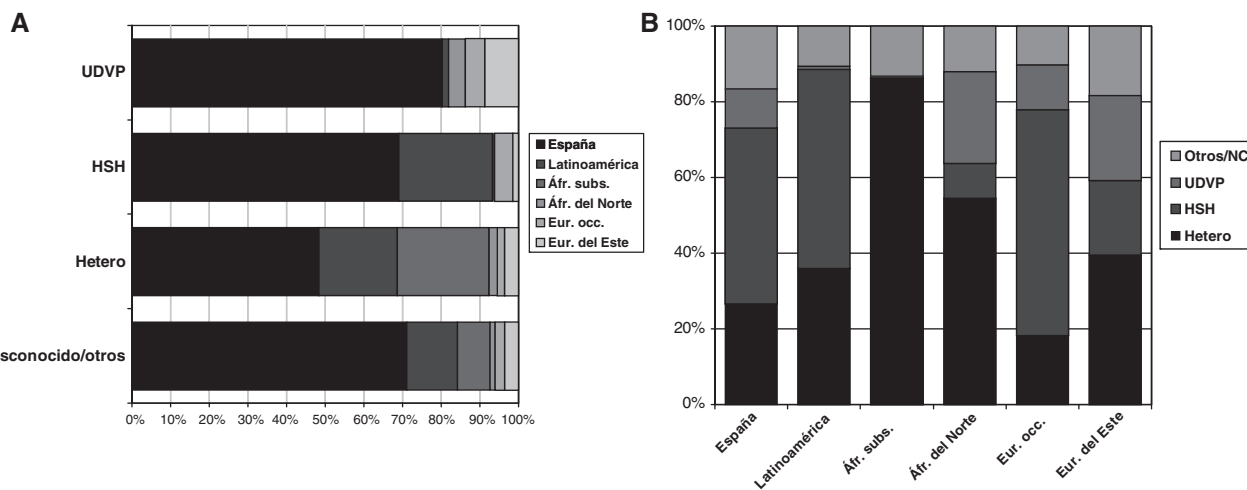 A
UDVP
HSH
Hetero
sconocido/otros
0% 10% 20% 30% 40% 50% 60% 70% 80% 90% 100%
España
Latinoamérica
Áfr. subs.
Áfr. del Norte
Eur. occ.
Eur. del Este
B
100%
80%
60%
40%
20%
0%
España
Latinoamérica
Áfr. subs.
Áfr. del Norte
Eur. occ.
Eur. del Este
Otros/NC
UDVP
HSH
Hetero